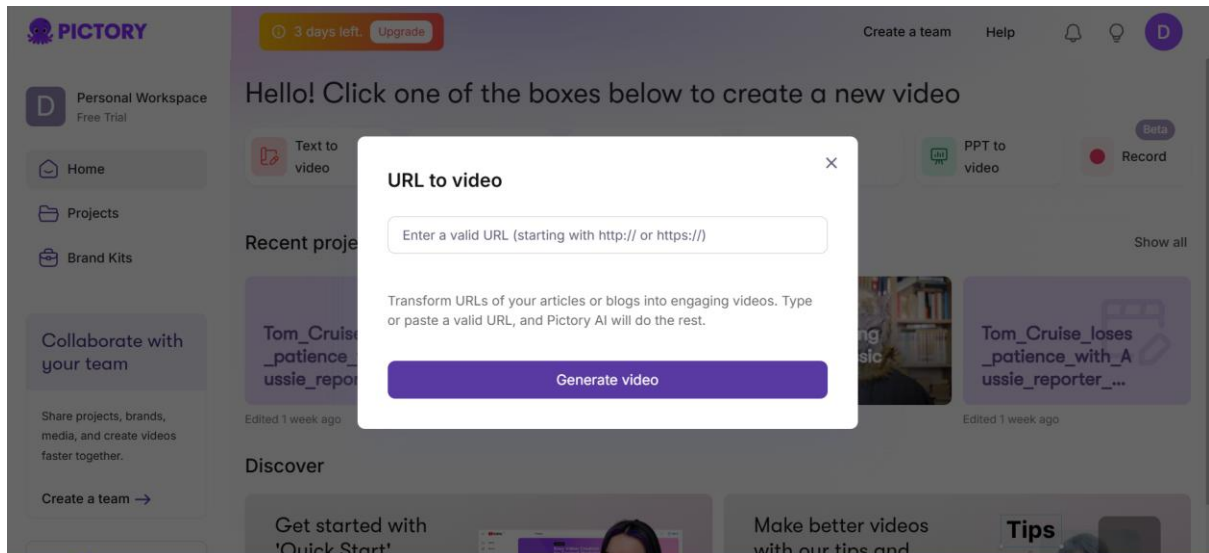 PICTORY
3 days left. Upgrade
Create a team
Help
D
D
Personal Workspace
Free Trial
Home
Projects
Brand Kits
Collaborate with
your team
Share projects, brands,
media, and create videos
faster together.
Create a team →
Hello! Click one of the boxes below to create a new video
Text to
video
PPT to
video
Beta
Record
URL to video
Enter a valid URL (starting with http:// or https://)
Transform URLs of your articles or blogs into engaging videos. Type
or paste a valid URL, and Pictory AI will do the rest.
Generate video
Recent proje
Show all
Tom_Cruise
_patience_
ussie_repor
Edited 1 week ago
Tom_Cruise_loses
_patience_with_A
ussie_reporter_...
Edited 1 week ago
Discover
Get started with
'Quick Start'
Make better videos
with our tips and
Tips